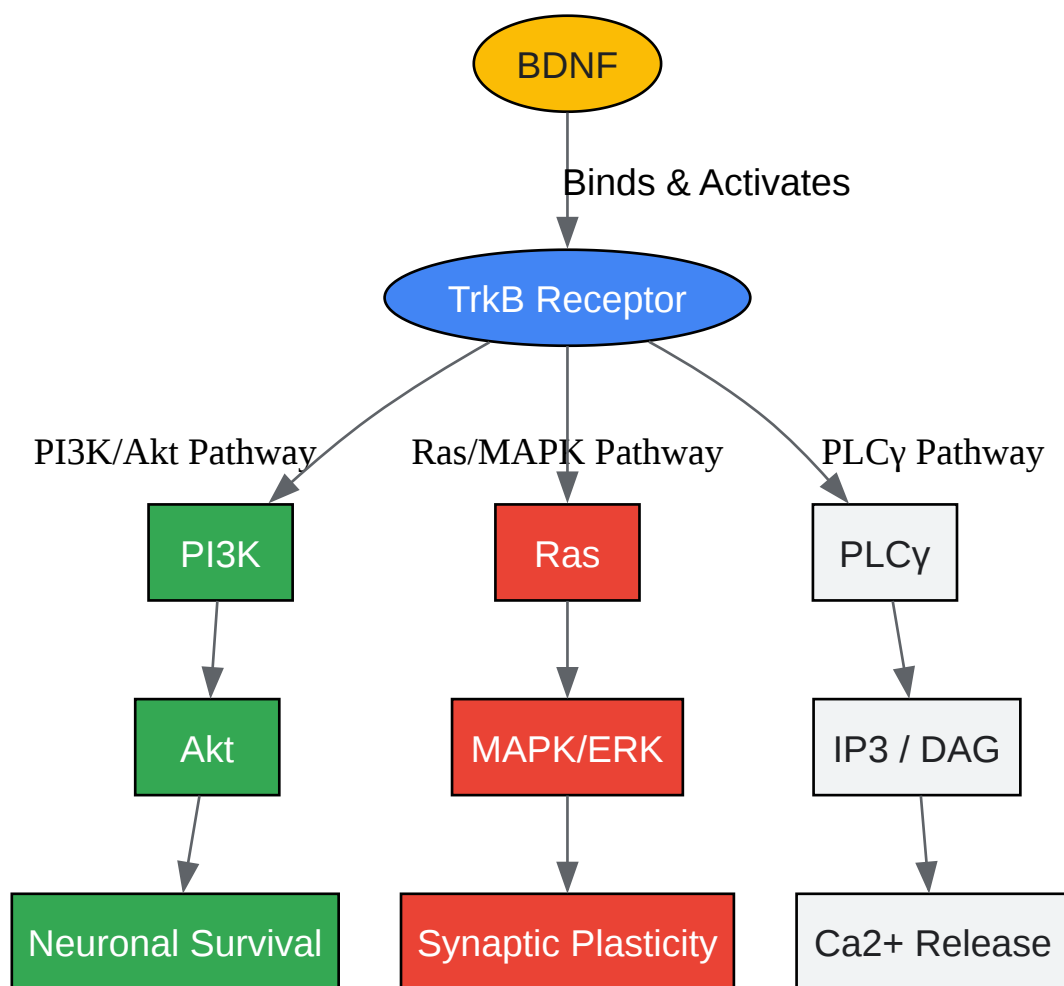 BDNF
Binds & Activates
TrkB Receptor
PI3K/Akt Pathway
Ras/MAPK Pathway
PLCγ Pathway
PI3K
Ras
PLCγ
Akt
MAPK/ERK
IP3 / DAG
Neuronal Survival
Synaptic Plasticity
Ca2+ Release